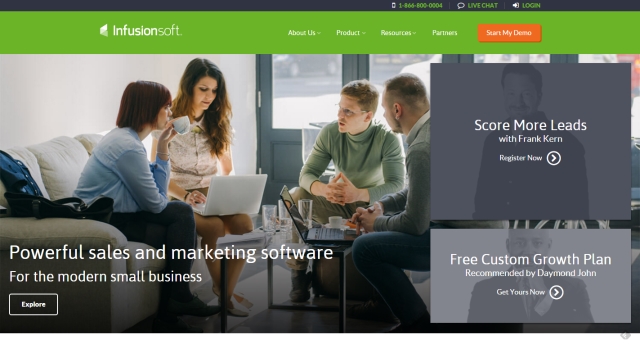 1-866-800-0004 LIVE CHAT LOGIN
Infusionsoft.
About Us Product Resources Partners Start My Demo
Score More Leads
with Frank Kern
Register Now
Powerful sales and marketing software
For the modern small business
Explore
Free Custom Growth Plan
Recommended by Daymond John
Get Yours Now